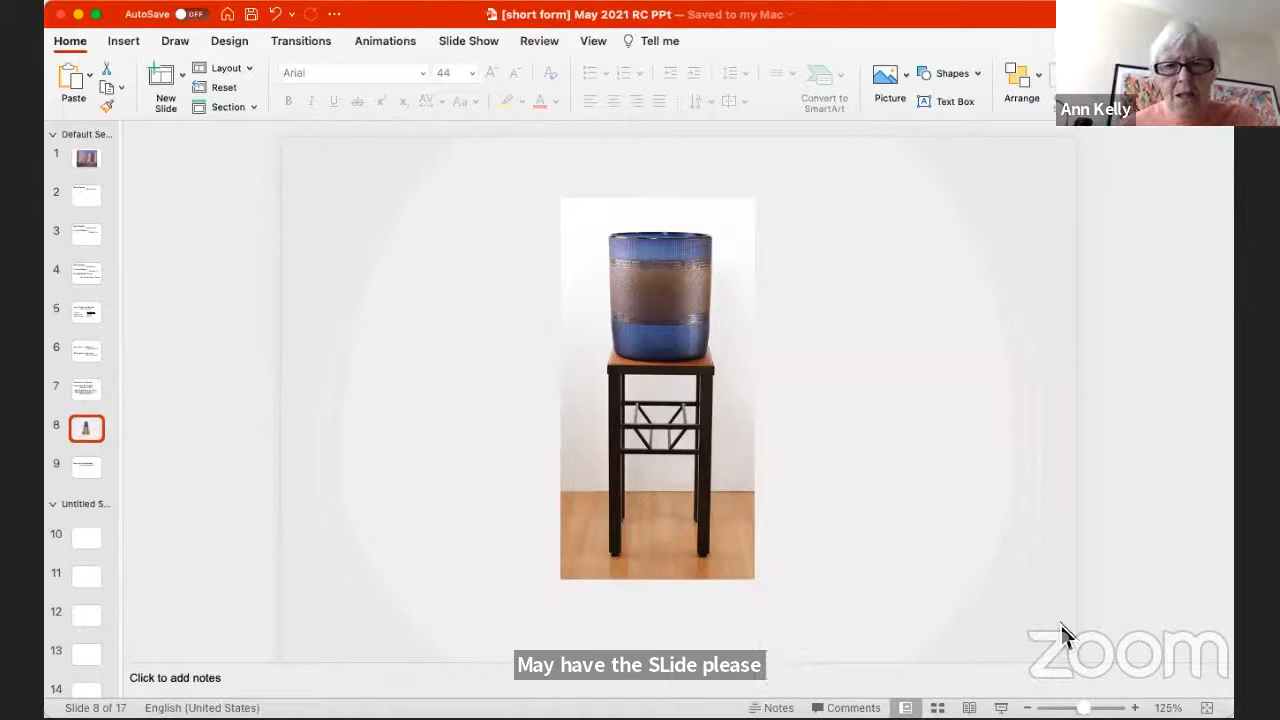 AutoSave OFF
[short form] May 2021 RC PPt — Saved to my Mac
Home Insert Draw Design Transitions Animations Slide Show Review View Tell me
Paste
New
Slide
Layout
Reset
Section
Arial 44
B I U ab
Aa
A
Convert to
SmartArt
Picture
Shapes
Text Box
Arrange
Ann Kelly
Default Se...
1
2
3
4
5
6
7
8
9
Untitled S...
10
11
12
13
14
May have the SLide please
zoom
Click to add notes
Slide 8 of 17 English (United States) Notes Comments 125%